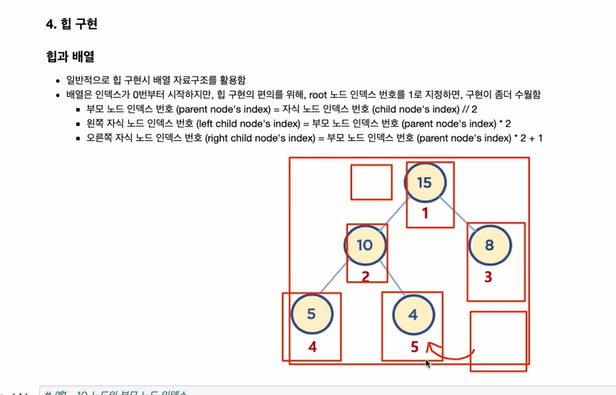 4. 힙 구현
힙과 배열
일반적으로 힙 구현시 배열 자료구조를 활용함
배열은 인덱스가 0번부터 시작하지만, 힙 구현의 편의를 위해, root 노드 인덱스 번호를 1로 지정하면, 구현이 좀더 수월함
부모 노드 인덱스 번호 (parent node's index) = 자식 노드 인덱스 번호 (child node's index) // 2
왼쪽 자식 노드 인덱스 번호 (left child node's index) = 부모 노드 인덱스 번호 (parent node's index) * 2
오른쪽 자식 노드 인덱스 번호 (right child node's index) = 부모 노드 인덱스 번호 (parent node's index) * 2 + 1
15
1
10
8
2
3
5
4
4
5